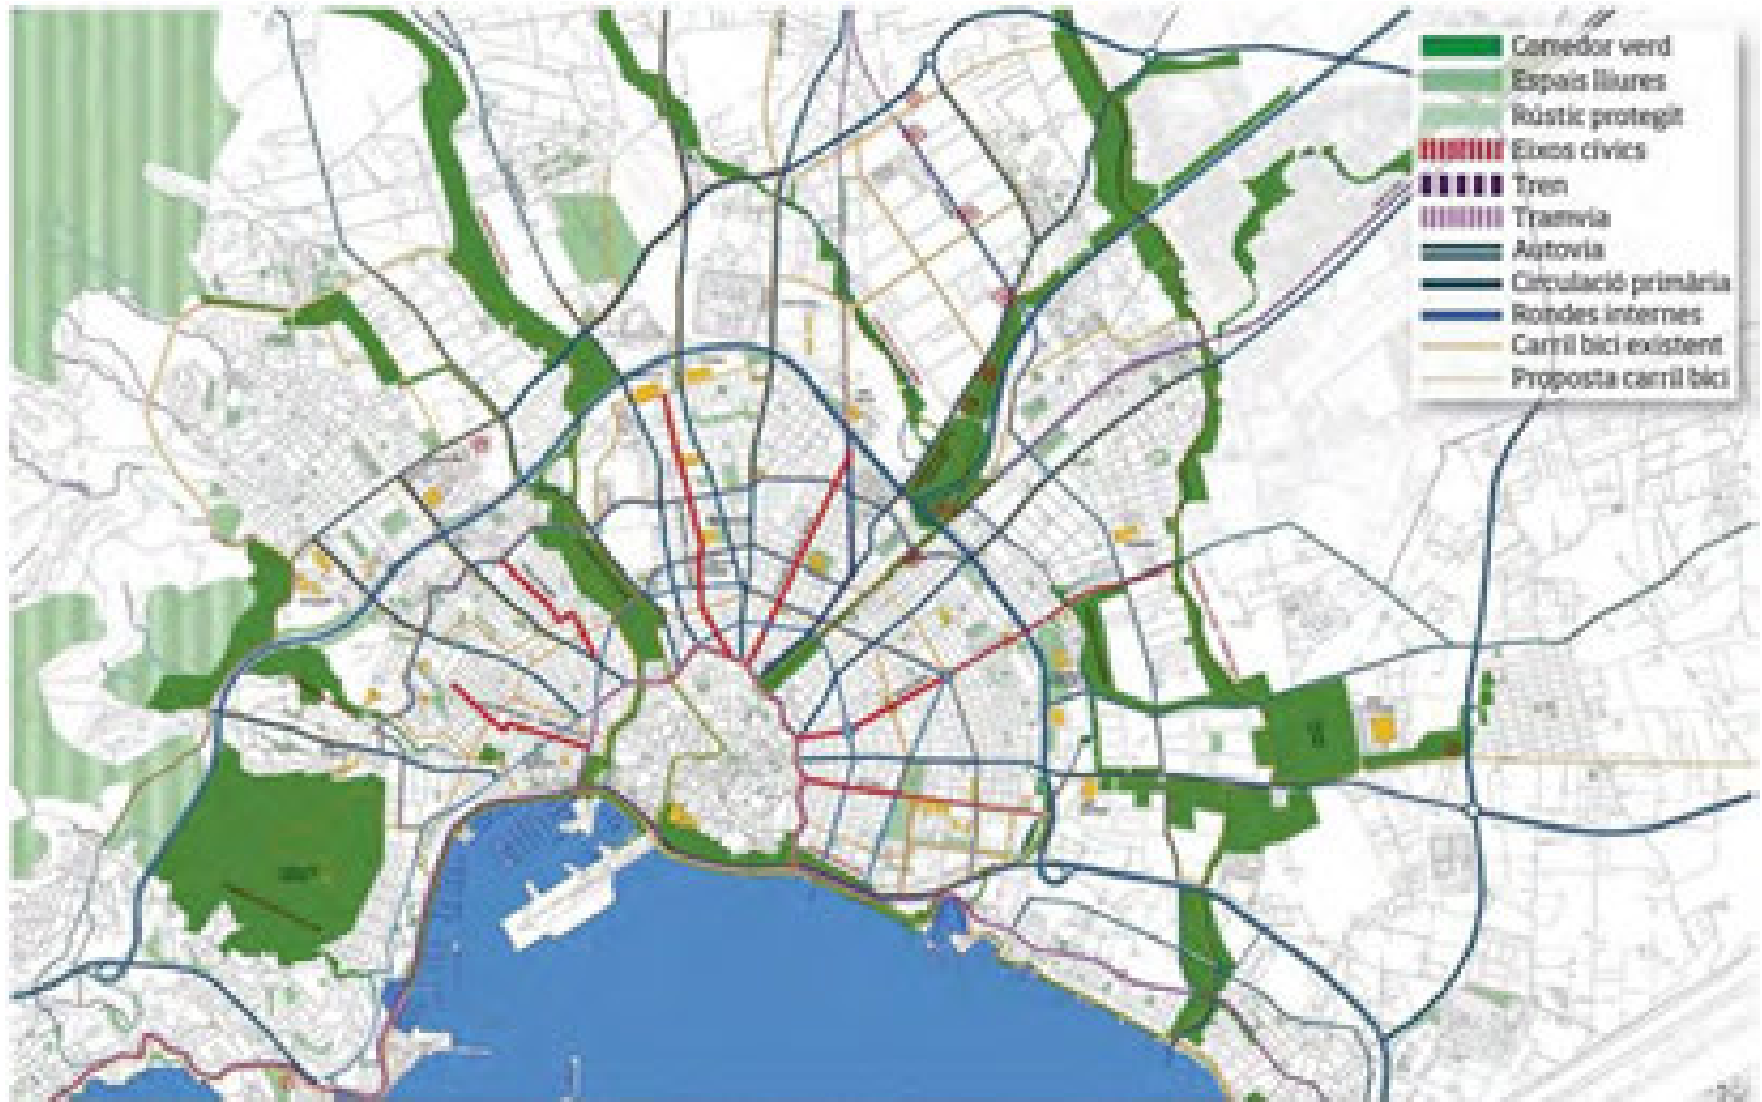 Corredor verd
Espais lliures
Rústic protegit
Eixos cívics
Tren
Tramvia
Autovia
Circulació primària
Rondes internes
Carril bici existent
Proposta carril bici